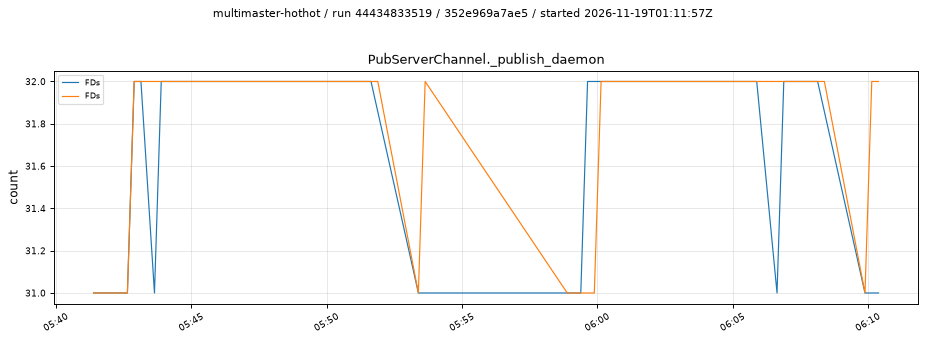 multimaster-hothot / run 44434833519 / 352e969a7ae5 / started 2026-11-19T01:11:57Z
PubServerChannel._publish_daemon
FDs
FDs
count
32.0
31.8
31.6
31.4
31.2
31.0
05:40
05:45
05:50
05:55
06:00
06:05
06:10